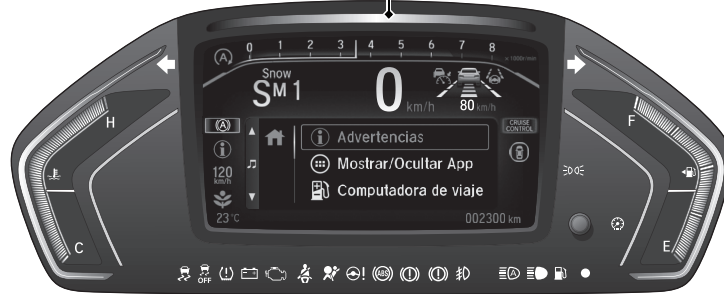 0 1 2 3 4 5 6 7 8
x 1000r/min
A
Snow
SM1
0 km/h
80 km/h
H
F
(A)
CRUISE
CONTROL
i
i Advertencias
Mostrar/Ocultar App
120
km/h
Computadora de viaje
23°C
002300 km
C
E
OFF
ABS
A